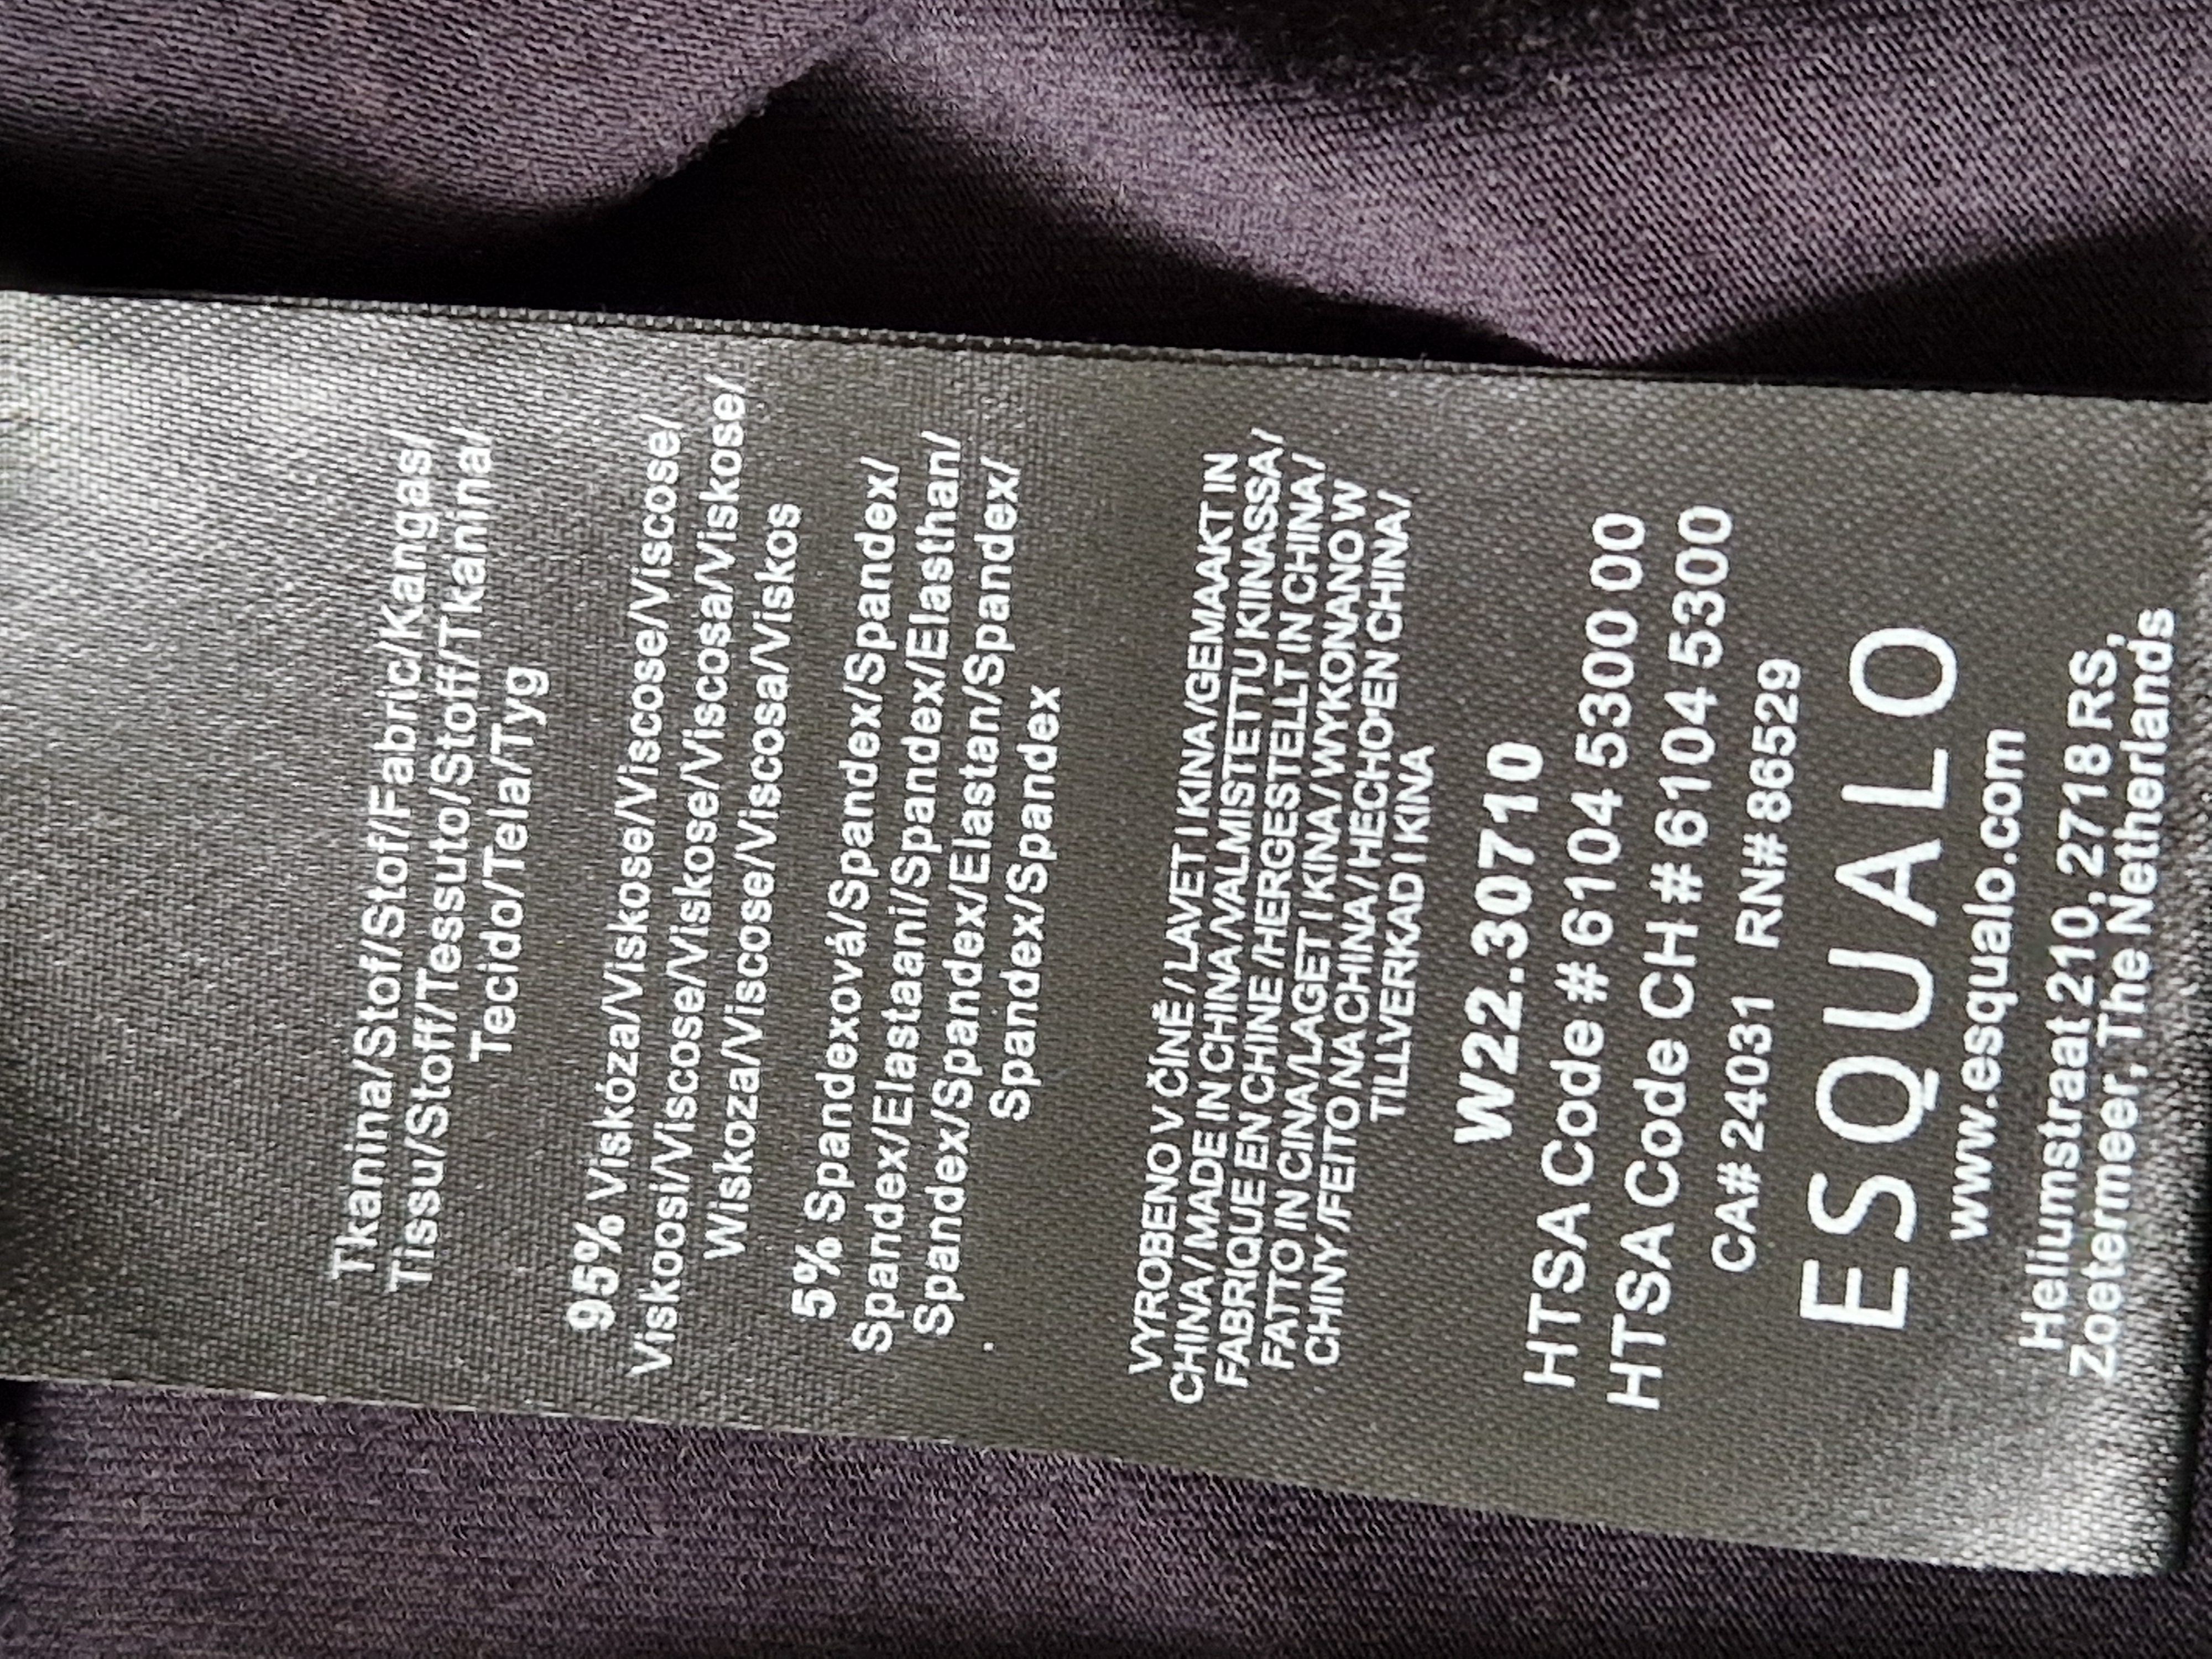 Tkanina/Stof/Stof/Fabric/Kangas/
Tissu/Stoff/Tessuto/Stoff/Tkanina/
Tecido/Tela/Tyg
95% Viskóza/Viskose/Viscose/Viscose/
Viskoosi/Viscose/Viskose/Viscosa/Viskose/
Wiskoza/Viscose/Viscosa/Viskos
5% Spandexová/Spandex/Spandex/
Spandex/Elastaani/Spandex/Elasthan/
Spandex/Spandex/Elastan/Spandex/
Spandex/Spandex
VYROBENO V ČÍNĚ / LAVET I KINA/GEMAAKT IN
CHINA / MADE IN CHINA/VALMISTETTU KIINASSA/
FABRIQUE EN CHINE /HERGESTELLT IN CHINA/
FATTO IN CINA/LAGET I KINA / WYKONANO W
CHINY /FEITO NA CHINA / HECHO EN CHINA/
TILLVERKAD I KINA
W22.30710
HTSA Code # 6104 5300 00
HTSA Code CH # 6104 5300
CA# 24031 RN# 86529
ESQUALO
www.esqualo.com
Heliumstraat 210, 2718 RS,
Zoetermeer, The Netherlands